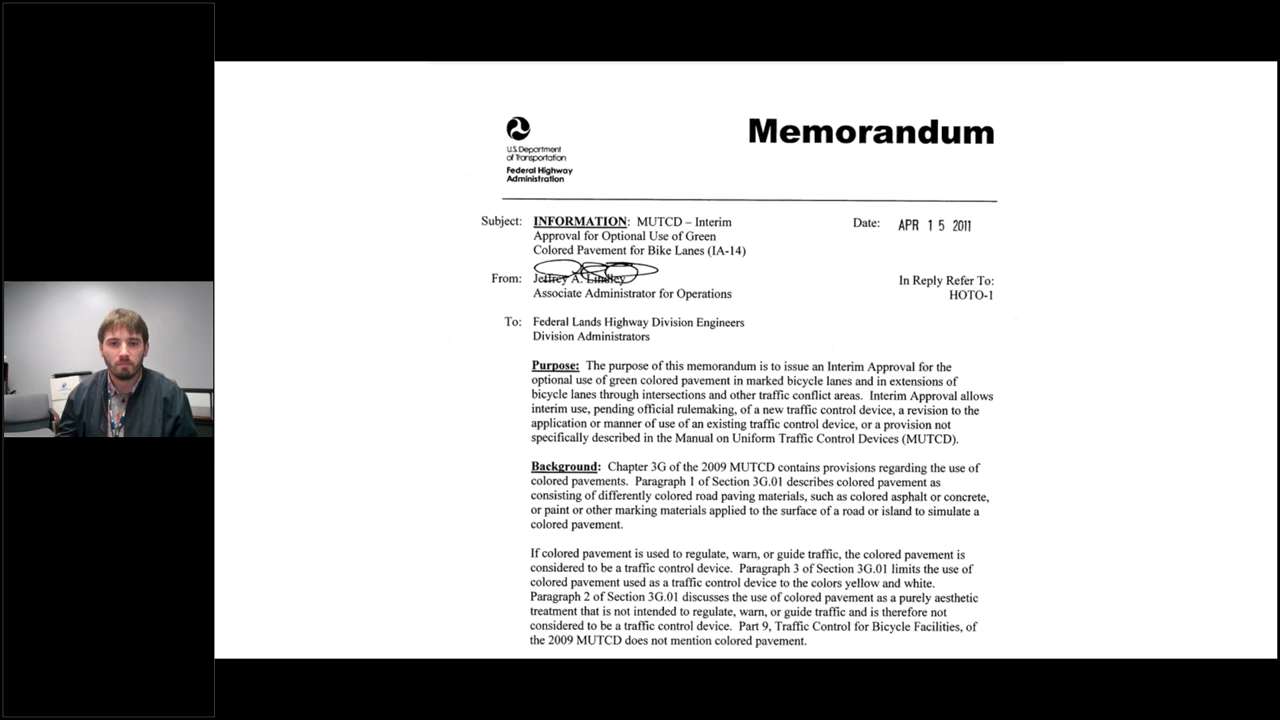 Memorandum
U.S. Department
of Transportation
Federal Highway
Administration
Subject: INFORMATION: MUTCD – Interim
Approval for Optional Use of Green
Colored Pavement for Bike Lanes (IA-14)
Date: APR 15 2011
From: Jeffrey A. Lindley
Associate Administrator for Operations
In Reply Refer To:
HOTO-1
To: Federal Lands Highway Division Engineers
Division Administrators
Purpose: The purpose of this memorandum is to issue an Interim Approval for the
optional use of green colored pavement in marked bicycle lanes and in extensions of
bicycle lanes through intersections and other traffic conflict areas. Interim Approval allows
interim use, pending official rulemaking, of a new traffic control device, a revision to the
application or manner of use of an existing traffic control device, or a provision not
specifically described in the Manual on Uniform Traffic Control Devices (MUTCD).
Background: Chapter 3G of the 2009 MUTCD contains provisions regarding the use of
colored pavements. Paragraph 1 of Section 3G.01 describes colored pavement as
consisting of differently colored road paving materials, such as colored asphalt or concrete,
or paint or other marking materials applied to the surface of a road or island to simulate a
colored pavement.
If colored pavement is used to regulate, warn, or guide traffic, the colored pavement is
considered to be a traffic control device. Paragraph 3 of Section 3G.01 limits the use of
colored pavement used as a traffic control device to the colors yellow and white.
Paragraph 2 of Section 3G.01 discusses the use of colored pavement as a purely aesthetic
treatment that is not intended to regulate, warn, or guide traffic and is therefore not
considered to be a traffic control device. Part 9, Traffic Control for Bicycle Facilities, of
the 2009 MUTCD does not mention colored pavement.